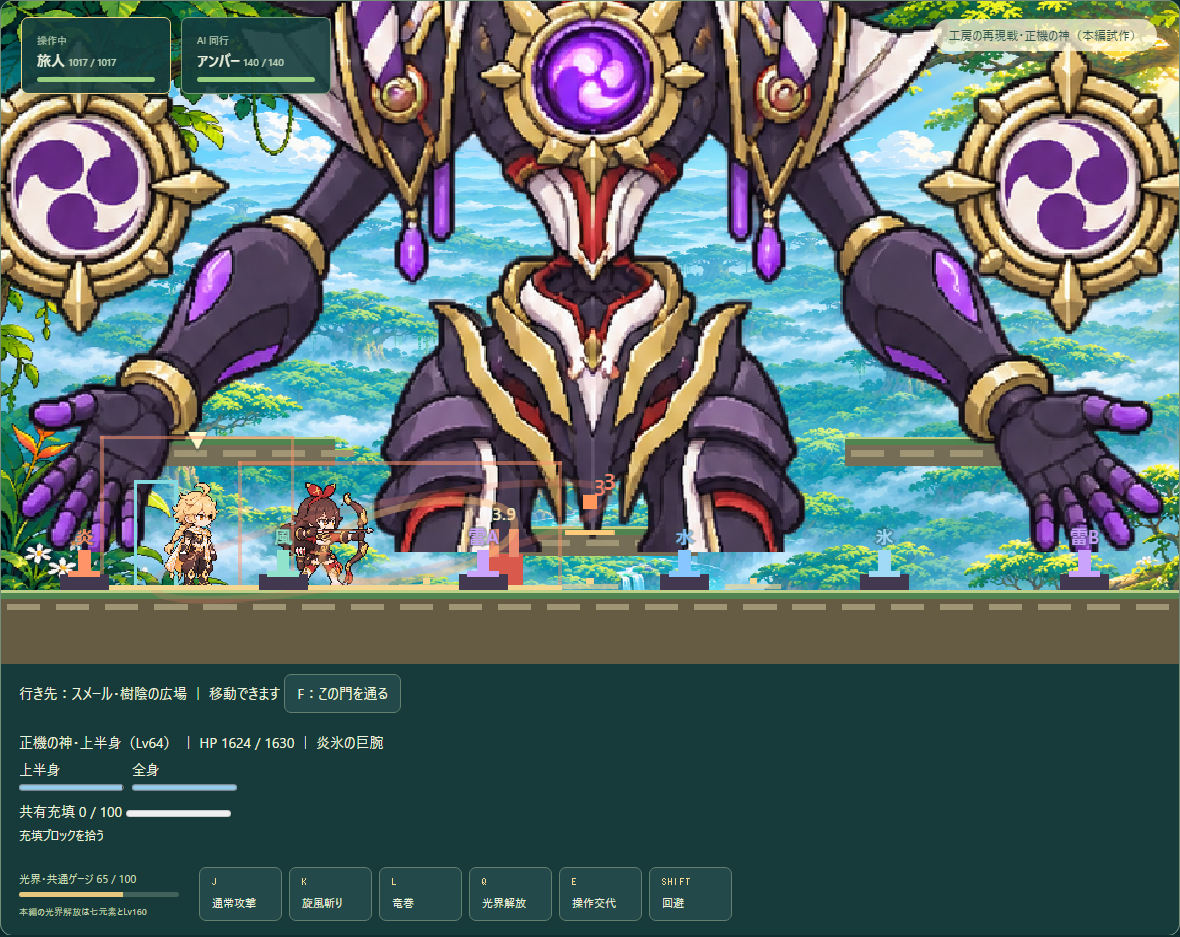 操作中
旅人 1017 / 1017
AI 同行
アンバー 140 / 140
工房の再現戦・正機の神（本編試作）
33
3.9
炎
風
雷A
水
氷
雷B
行き先：スメール・樹陰の広場 ｜ 移動できます
F：この門を通る
正機の神・上半身（Lv64） ｜ HP 1624 / 1630 ｜ 炎氷の巨腕
上半身
全身
共有充填 0 / 100
充填ブロックを拾う
光界・共通ゲージ 65 / 100
本編の光界解放は七元素とLv160
J
通常攻撃
K
旋風斬り
L
竜巻
Q
光界解放
E
操作交代
SHIFT
回避